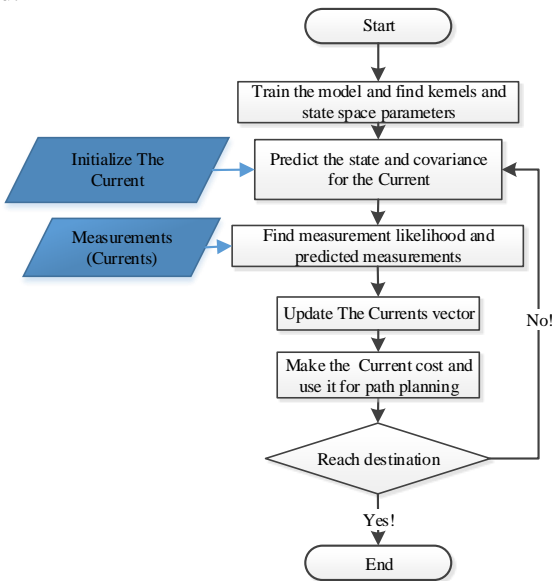 Start
Train the model and find kernels and
state space parameters
Initialize The
Current
Predict the state and covariance
for the Current
Measurements
(Currents)
Find measurement likelihood and
predicted measurements
Update The Currents vector
No!
Make the  Current cost and
use it for path planning
Reach destination
Yes!
End